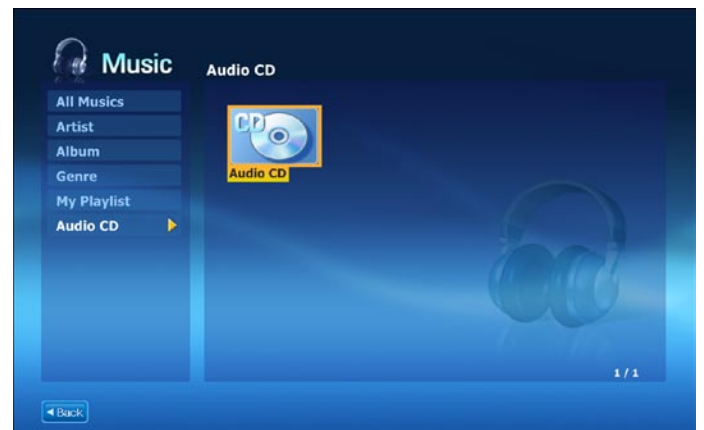 Music
Audio CD
All Musics
Artist
Album
Genre
My Playlist
Audio CD
CD
Audio CD
1 / 1
Back